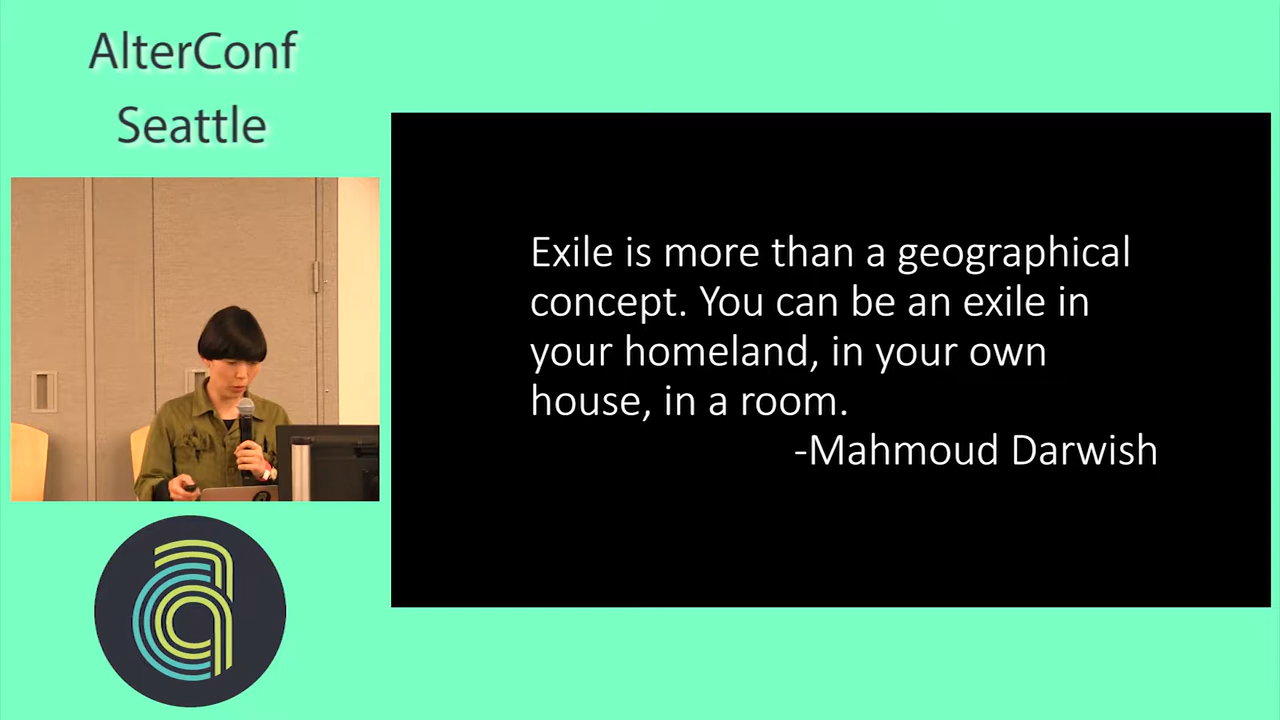 AlterConf
Seattle
Exile is more than a geographical
concept. You can be an exile in
your homeland, in your own
house, in a room.
-Mahmoud Darwish